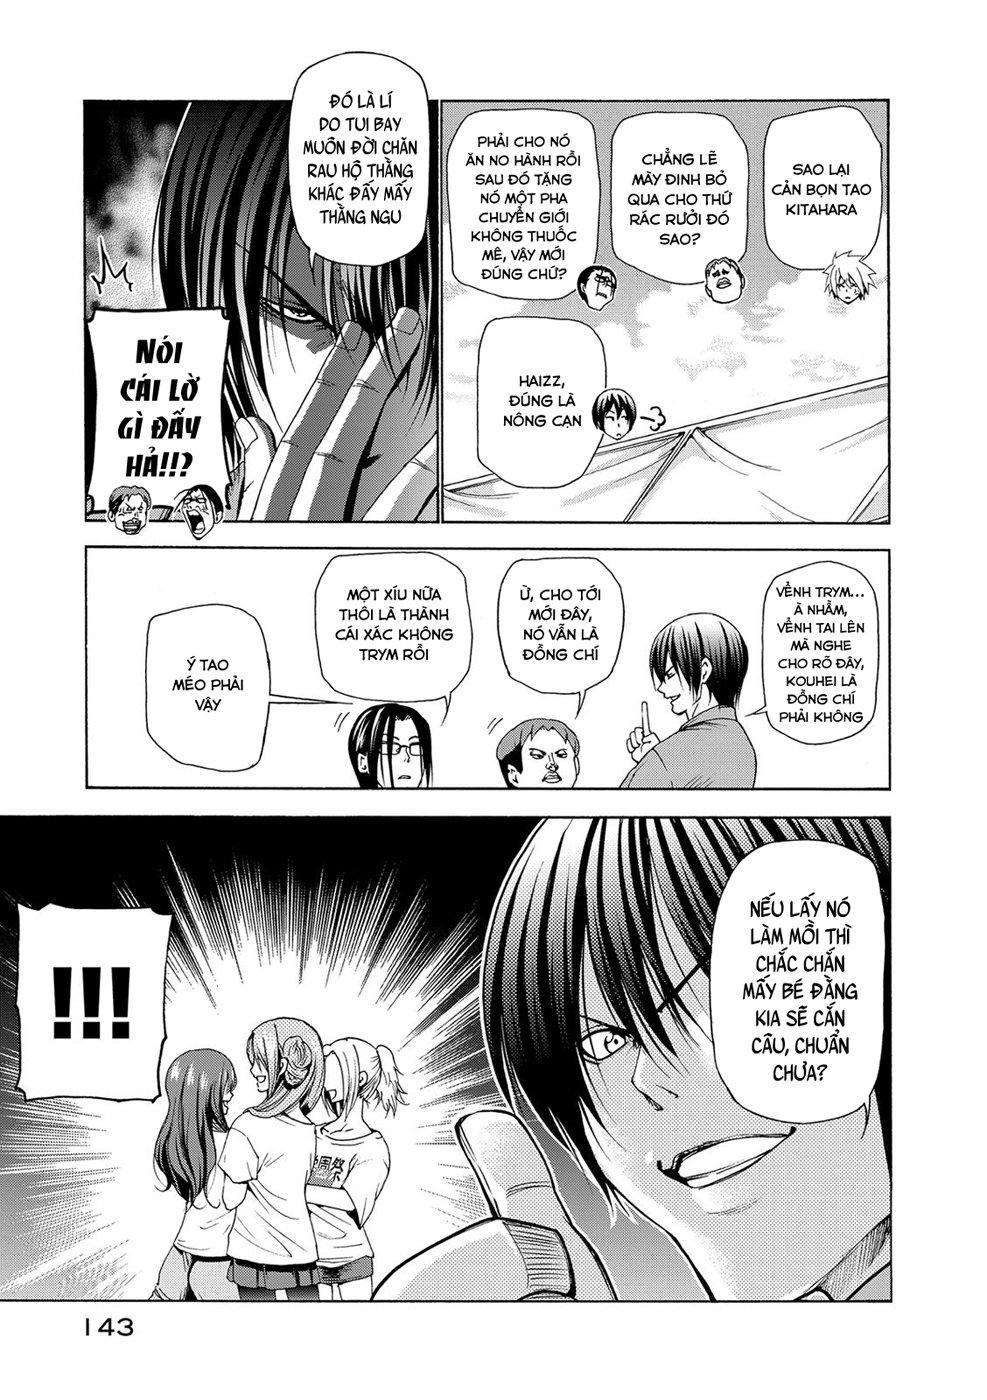 SAO LẠI
CẢN BỌN TAO
KITAHARA
CHẲNG LẼ
MÀY ĐINH BỎ
QUA CHO THỨ
RÁC RƯỞI ĐÓ
SAO?
PHẢI CHO NÓ
ĂN NO HÀNH RỒI
SAU ĐÓ TẶNG
NÓ MỘT PHA
CHUYỂN GIỚI
KHÔNG THUỐC
MÊ, VẬY MỚI
ĐÚNG CHỨ?
HAIZZ,
ĐÚNG LÀ
NÔNG CẠN
ĐÓ LÀ LÍ
DO TUI BAY
MUÔN ĐỜI CHĂN
RAU HỘ THẰNG
KHÁC ĐẤY MẤY
THẰNG NGU
NÓI
CÁI LỜ
GÌ ĐẤY
HẢ!!!?
VỂNH TRYM...
À NHẦM,
VỂNH TAI LÊN
MÀ NGHE
CHO RÕ ĐÂY,
KOUHEI LÀ
ĐỒNG CHÍ
PHẢI KHÔNG
Ừ, CHO TỚI
MỚI ĐÂY,
NÓ VẪN LÀ
ĐỒNG CHÍ
MỘT XÍU NỮA
THÔI LÀ THÀNH
CÁI XÁC KHÔNG
TRYM RỒI
Ý TAO
MÉO PHẢI
VẬY
NẾU LẤY NÓ
LÀM MỒI THÌ
CHẮC CHẮN
MẤY BÉ ĐẰNG
KIA SẼ CẮN
CÂU, CHUẨN
CHƯA?
!!!
143